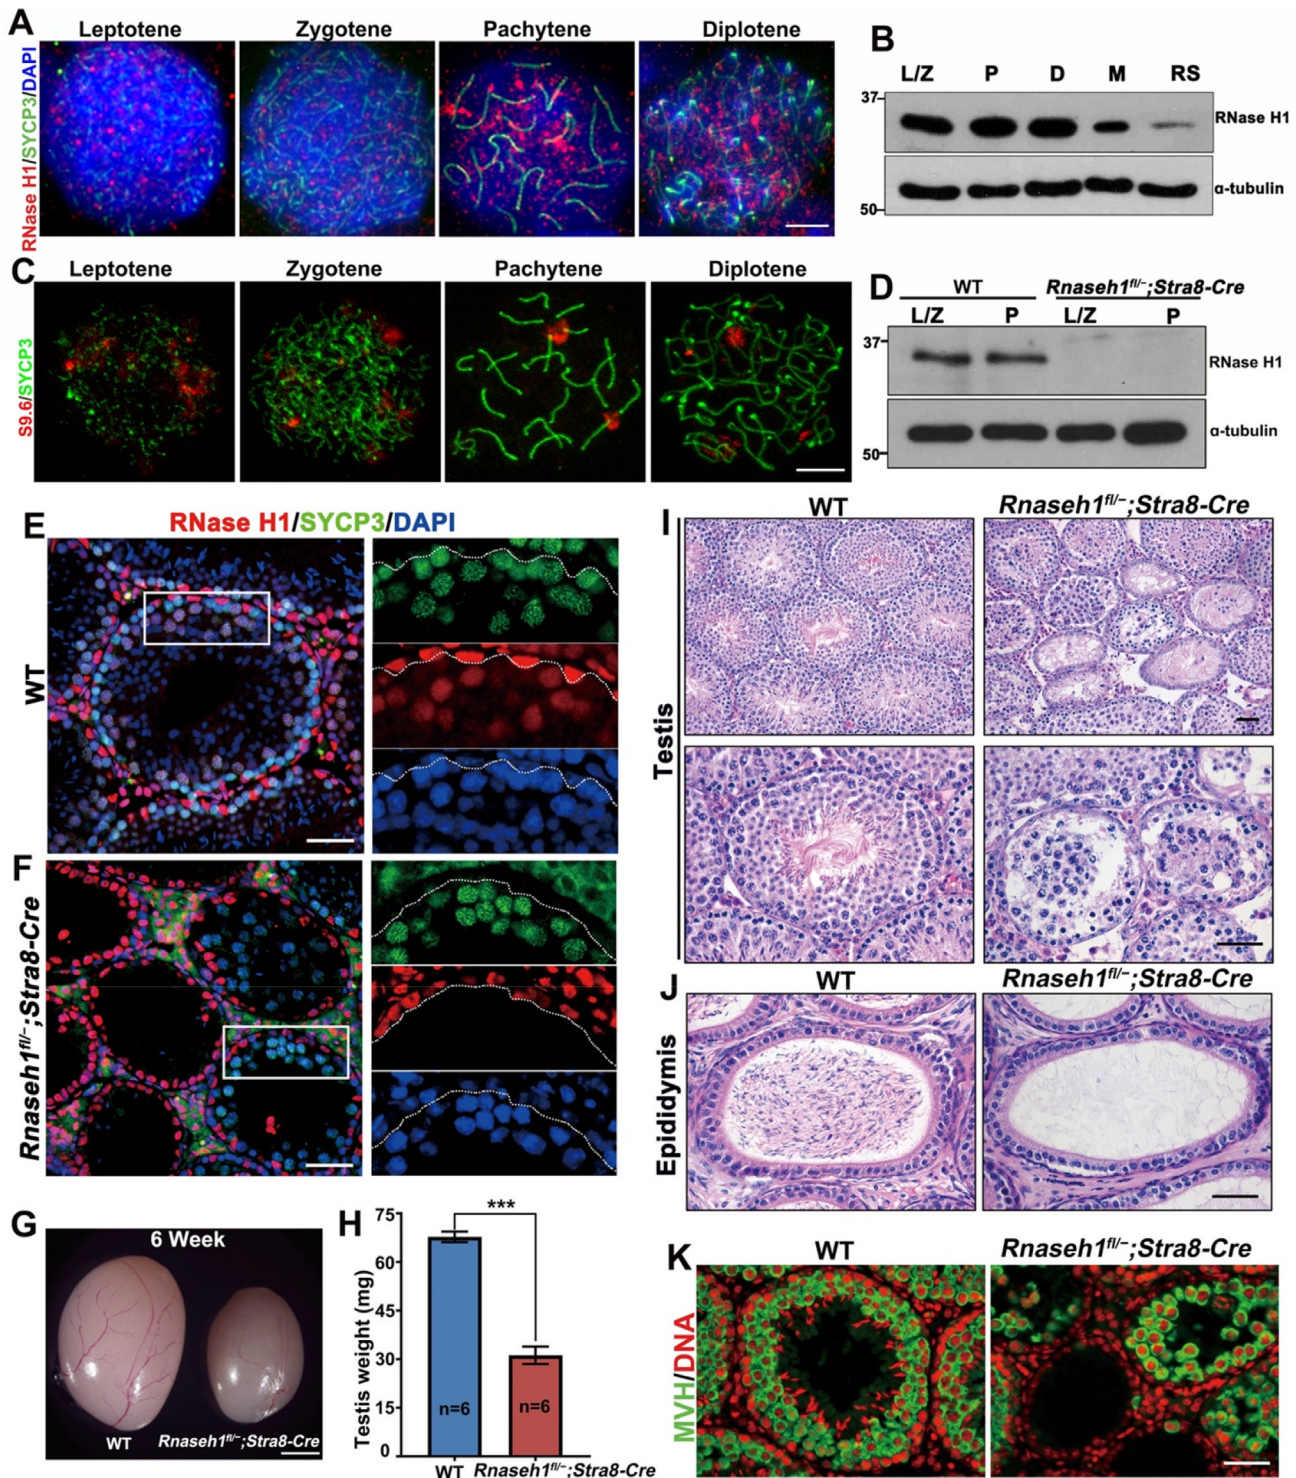 A
Leptotene
Zygotene
Pachytene
Diplotene
RNase H1/SYCP3/DAPI
B
L/Z P D M RS
37
RNase H1
α-tubulin
50
C
Leptotene
Zygotene
Pachytene
Diplotene
S9.6/SYCP3
D
WT
Rnaseh1fl/−;Stra8-Cre
L/Z P L/Z P
37
RNase H1
α-tubulin
50
E
RNase H1/SYCP3/DAPI
WT
F
Rnaseh1fl/−;Stra8-Cre
G
6 Week
WT
Rnaseh1fl/−;Stra8-Cre
H
Testis weight (mg)
75
60
45
30
15
0
***
n=6
n=6
WT
Rnaseh1fl/−;Stra8-Cre
I
WT
Rnaseh1fl/−;Stra8-Cre
Testis
J
WT
Rnaseh1fl/−;Stra8-Cre
Epididymis
K
WT
Rnaseh1fl/−;Stra8-Cre
MVH/DNA